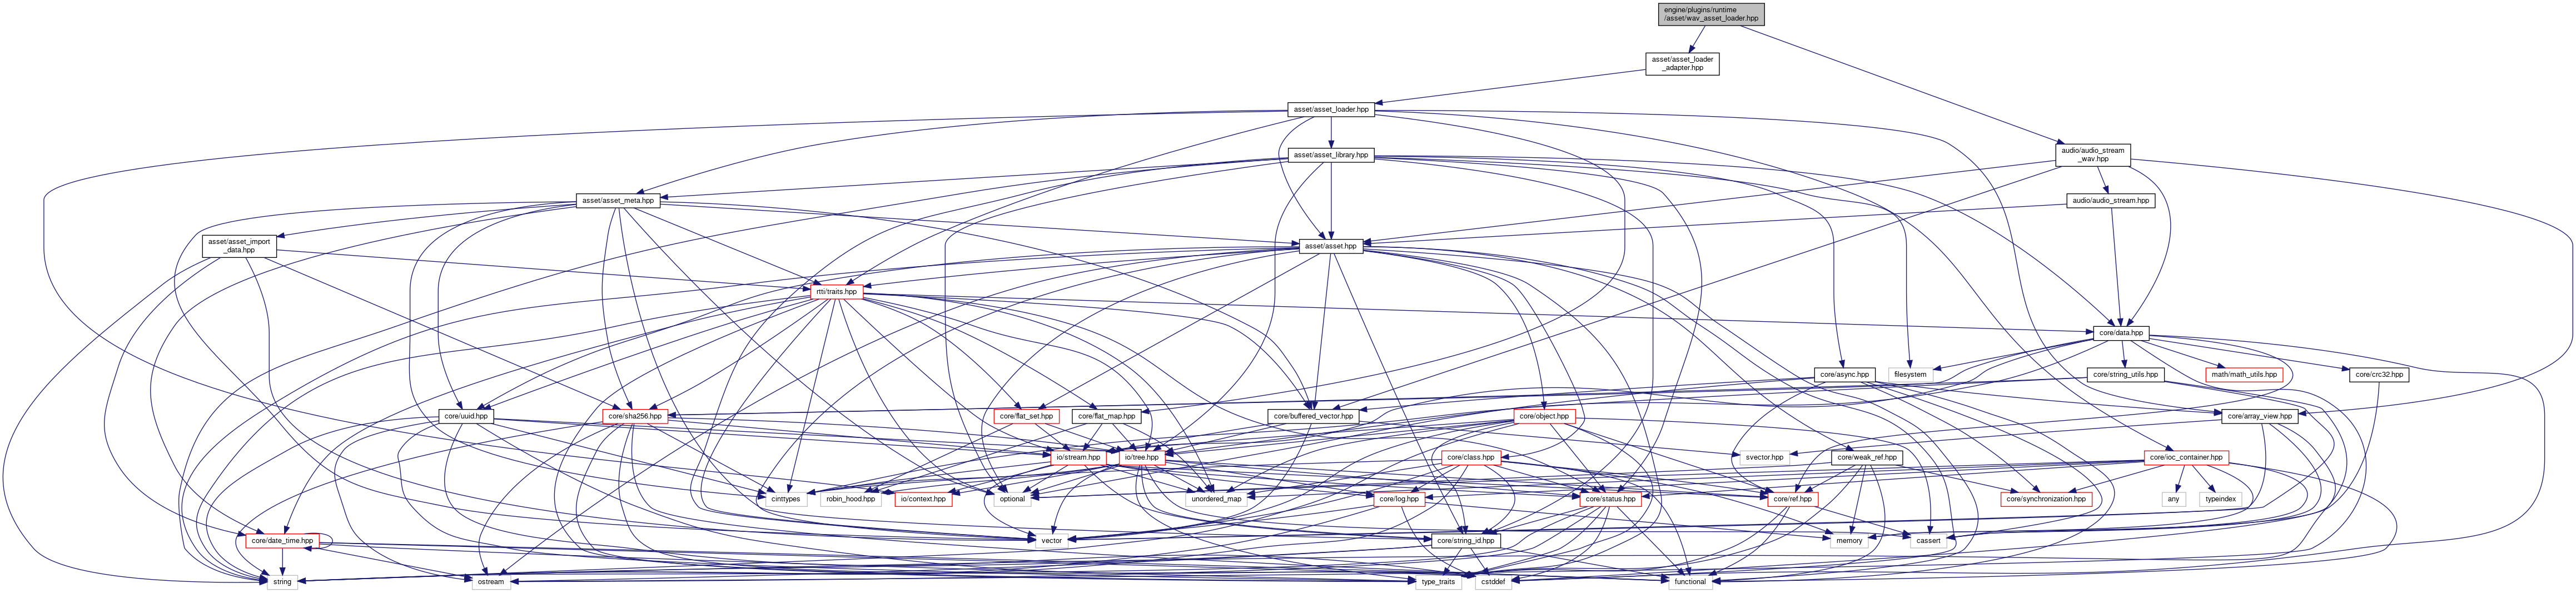 engine/plugins/runtime
/asset/wav_asset_loader.hpp
asset/asset_loader
_adapter.hpp
asset/asset_loader.hpp
asset/asset_library.hpp
audio/audio_stream
_wav.hpp
asset/asset_meta.hpp
audio/audio_stream.hpp
asset/asset_import
_data.hpp
asset/asset.hpp
rtti/traits.hpp
core/data.hpp
core/async.hpp
filesystem
core/string_utils.hpp
math/math_utils.hpp
core/crc32.hpp
core/uuid.hpp
core/sha256.hpp
core/flat_set.hpp
core/flat_map.hpp
core/buffered_vector.hpp
core/object.hpp
core/array_view.hpp
io/stream.hpp
io/tree.hpp
core/class.hpp
svector.hpp
core/weak_ref.hpp
core/ioc_container.hpp
cinttypes
robin_hood.hpp
io/context.hpp
optional
unordered_map
core/log.hpp
core/status.hpp
core/ref.hpp
core/synchronization.hpp
any
typeindex
core/date_time.hpp
vector
core/string_id.hpp
memory
cassert
string
ostream
type_traits
cstddef
functional